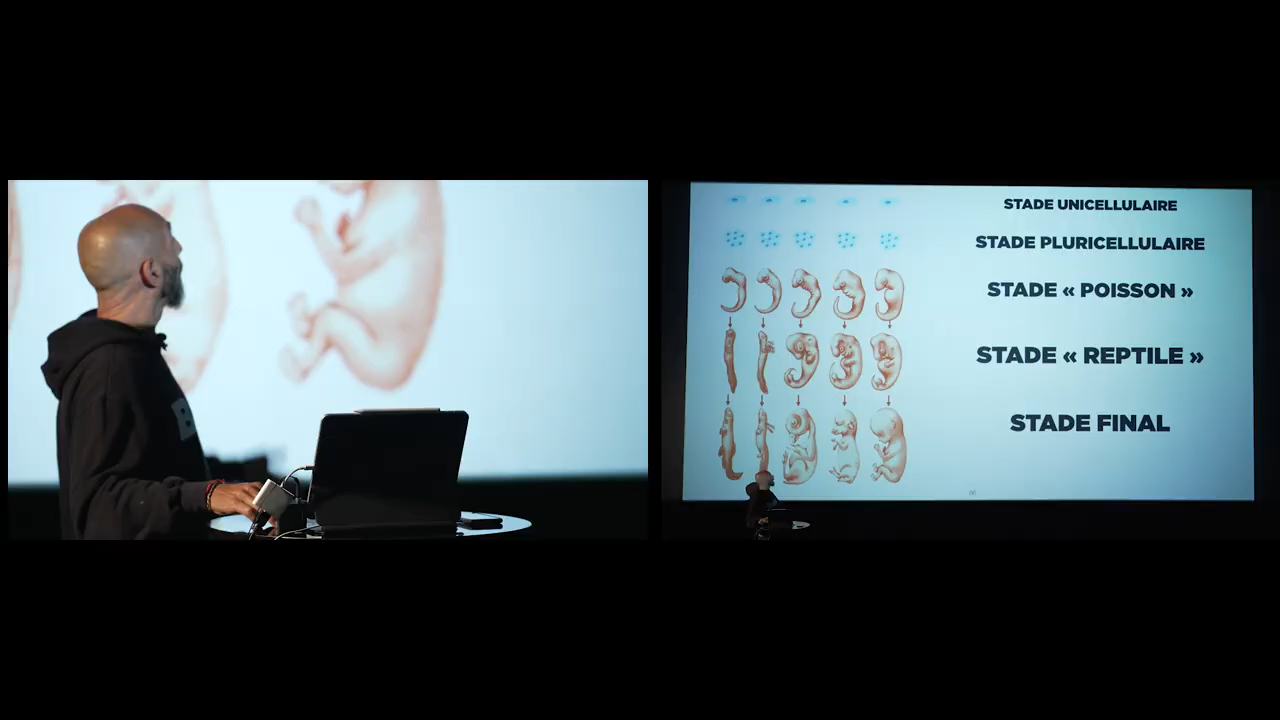 STADE UNICELLULAIRE
STADE PLURICELLULAIRE
STADE « POISSON »
STADE « REPTILE »
STADE FINAL